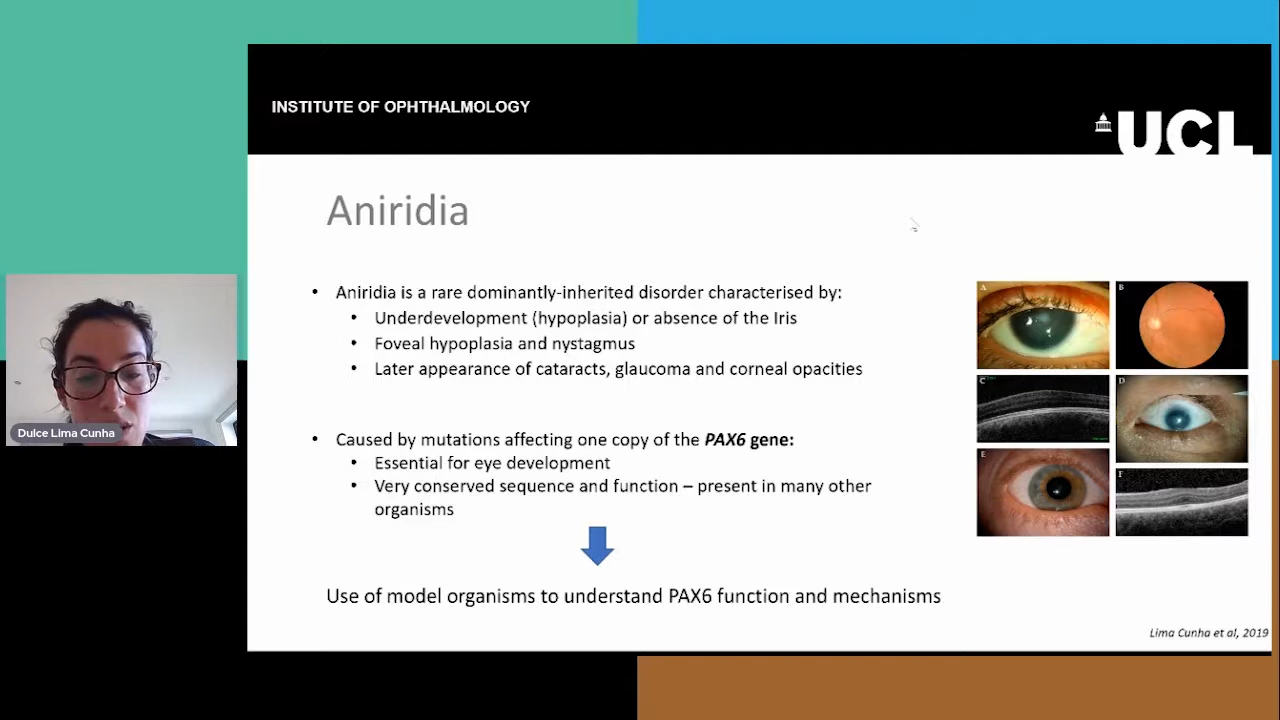 INSTITUTE OF OPHTHALMOLOGY
UCL
Aniridia
• Aniridia is a rare dominantly-inherited disorder characterised by:
• Underdevelopment (hypoplasia) or absence of the Iris
• Foveal hypoplasia and nystagmus
• Later appearance of cataracts, glaucoma and corneal opacities
• Caused by mutations affecting one copy of the PAX6 gene:
• Essential for eye development
• Very conserved sequence and function – present in many other
organisms
Use of model organisms to understand PAX6 function and mechanisms
A
B
C
D
E
F
Lima Cunha et al, 2019
Dulce Lima Cunha